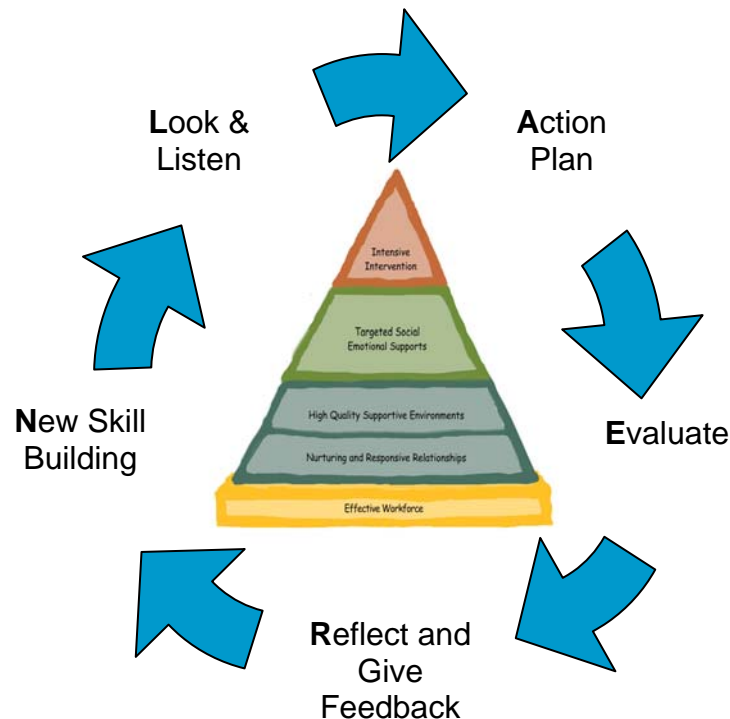 Look &
Listen
Action
Plan
Intensive
Intervention
Targeted Social
Emotional Supports
High Quality Supportive Environments
New Skill
Building
Evaluate
Nurturing and Responsive Relationships
Effective Workforce
Reflect and
Give
Feedback